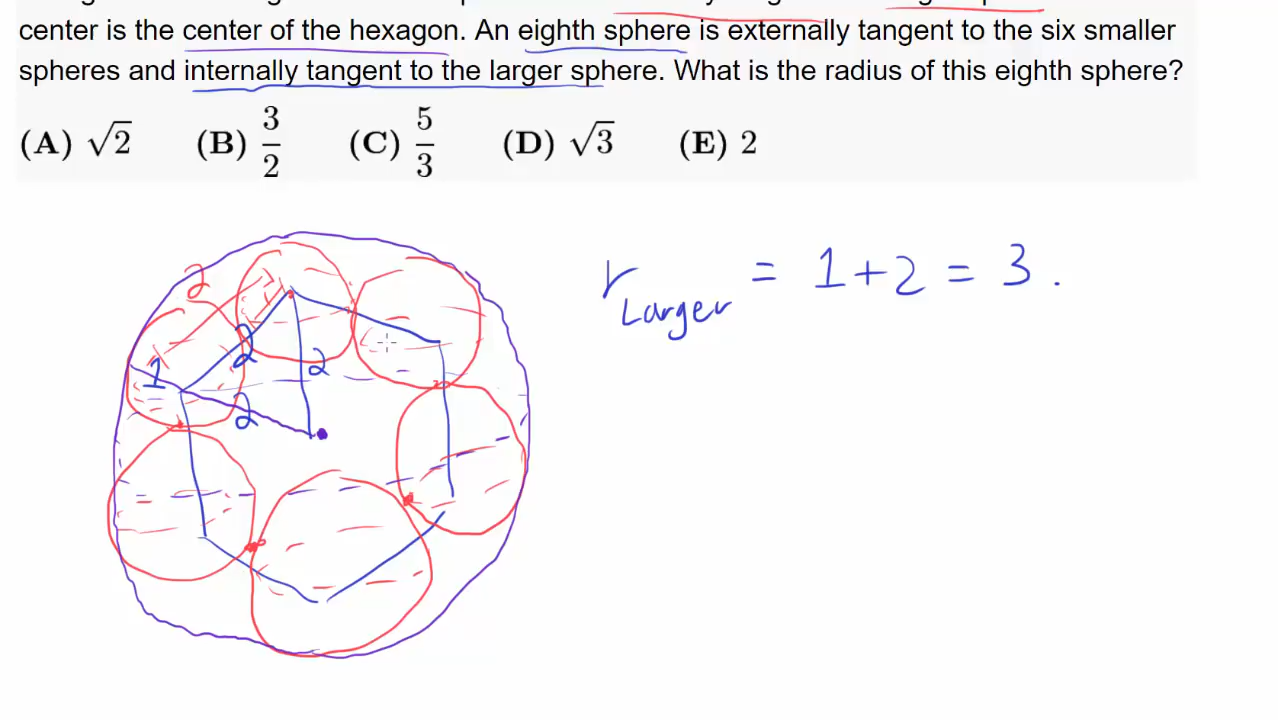 center is the center of the hexagon. An eighth sphere is externally tangent to the six smaller
spheres and internally tangent to the larger sphere. What is the radius of this eighth sphere?
(A) √2 (B) 3/2 (C) 5/3 (D) √3 (E) 2
r Larger = 1+2 = 3.
2
1
2
2
1
2